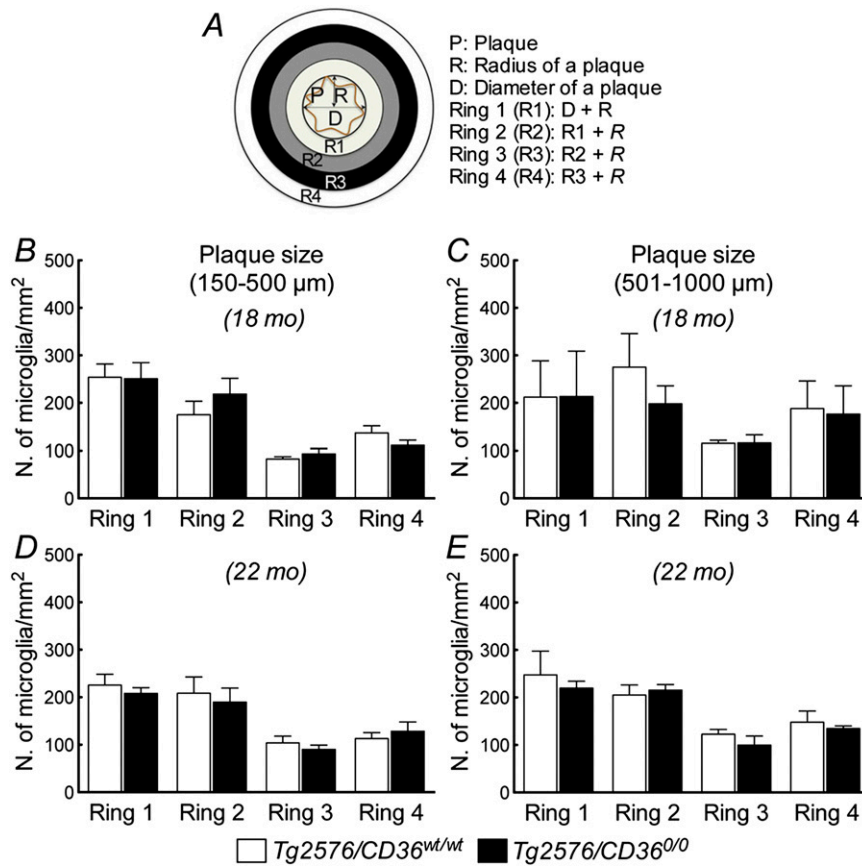 A
P
R
D
R1
R2
R3
R4
P: Plaque
R: Radius of a plaque
D: Diameter of a plaque
Ring 1 (R1): D + R
Ring 2 (R2): R1 + R
Ring 3 (R3): R2 + R
Ring 4 (R4): R3 + R
B
Plaque size
(150-500 μm)
(18 mo)
N. of microglia/mm²
500
400
300
200
100
0
Ring 1 Ring 2 Ring 3 Ring 4
C
Plaque size
(501-1000 μm)
(18 mo)
N. of microglia/mm²
500
400
300
200
100
0
Ring 1 Ring 2 Ring 3 Ring 4
D
(22 mo)
N. of microglia/mm²
500
400
300
200
100
0
Ring 1 Ring 2 Ring 3 Ring 4
E
(22 mo)
N. of microglia/mm²
500
400
300
200
100
0
Ring 1 Ring 2 Ring 3 Ring 4
Tg2576/CD36^wt/wt Tg2576/CD36^0/0